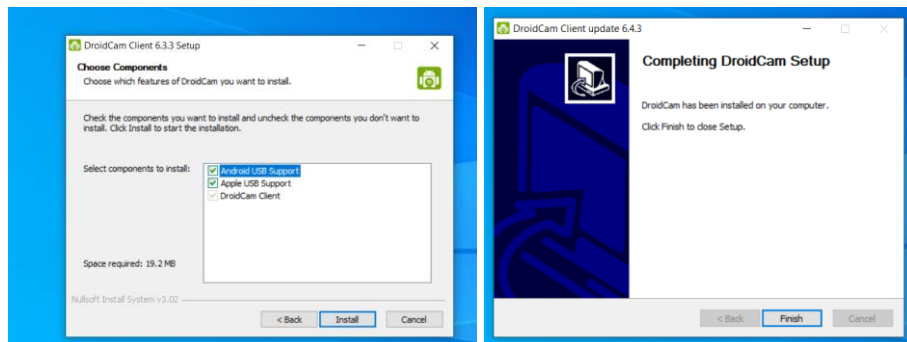 DroidCam Client 6.3.3 Setup
Choose Components
Choose which features of DroidCam you want to install.
Check the components you want to install and uncheck the components you don't want to
install. Click Install to start the installation.
Select components to install:
Android USB Support
Apple USB Support
DroidCam Client
Space required: 19.2 MB
Nullsoft Install System v3.02
< Back
Install
Cancel
DroidCam Client update 6.4.3
Completing DroidCam Setup
DroidCam has been installed on your computer.
Click Finish to close Setup.
< Back
Finish
Cancel